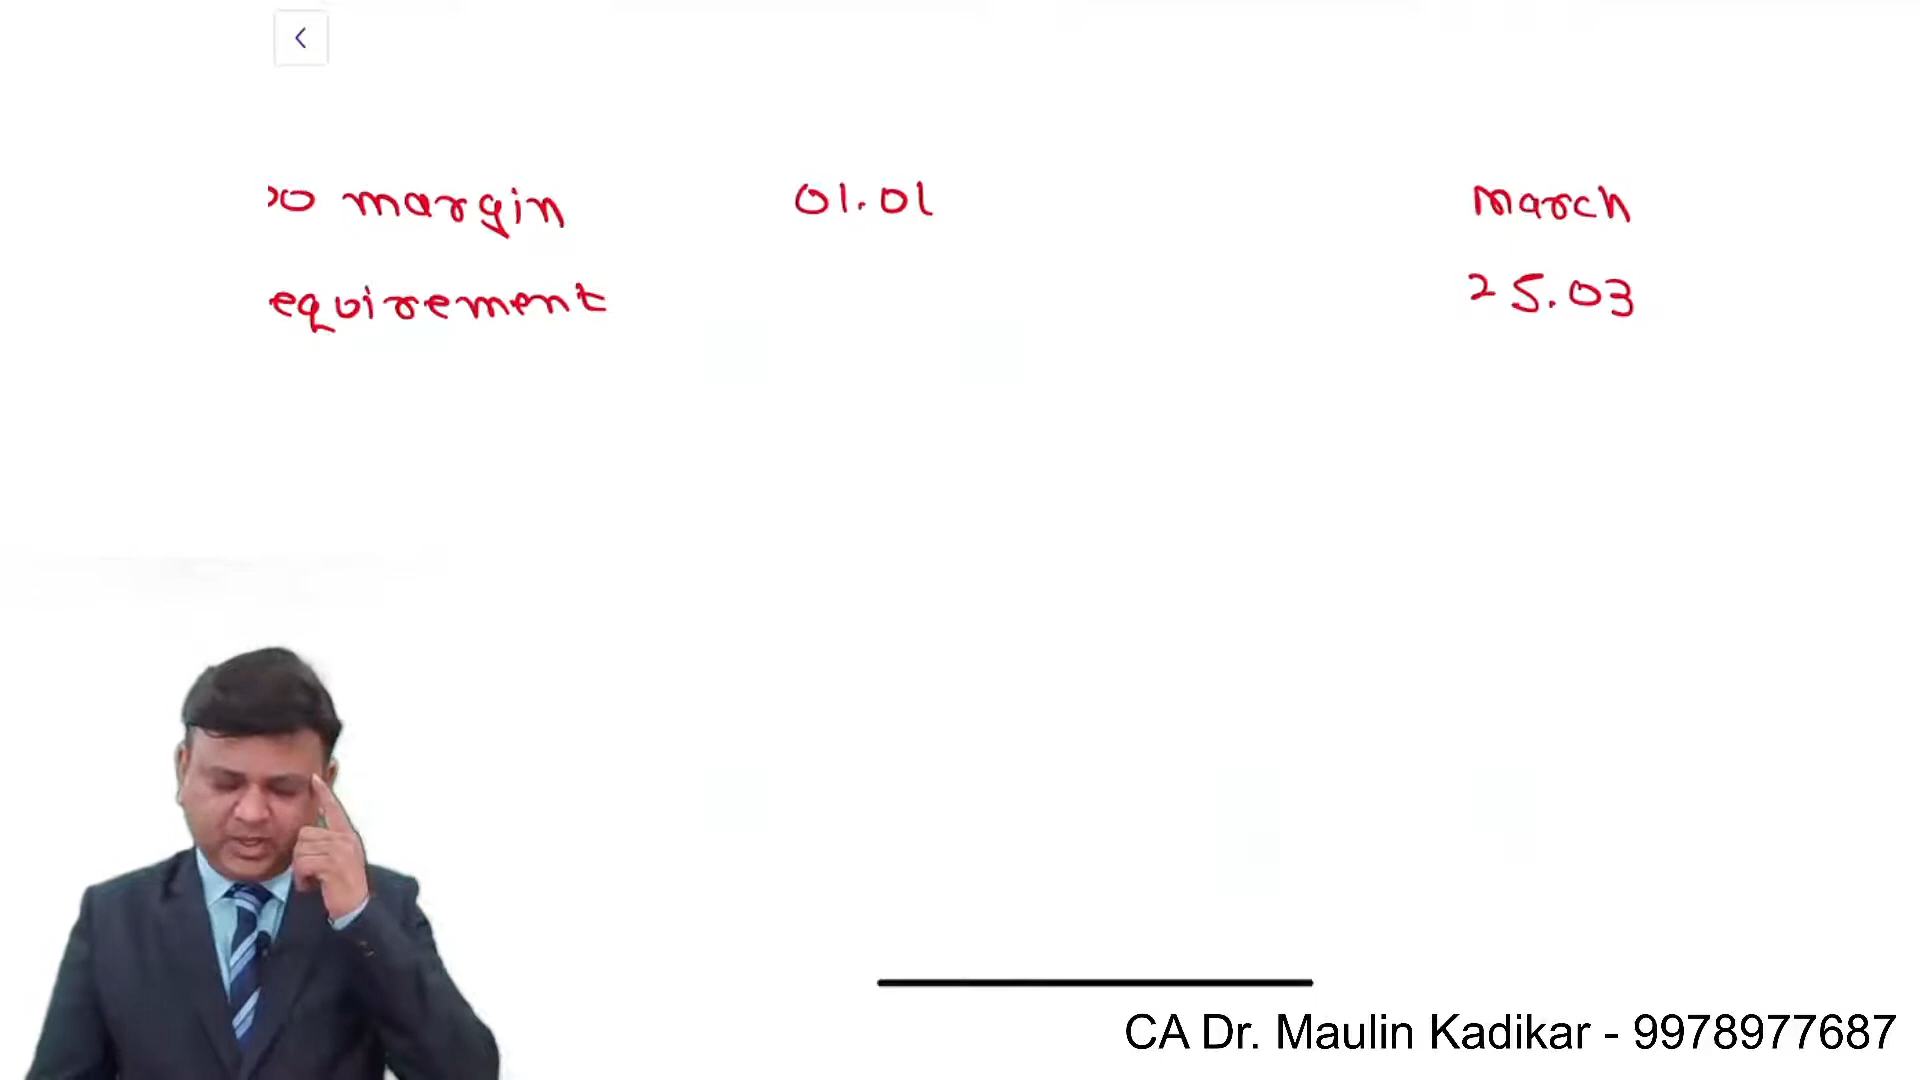 margin 01.01 March
equirement 25.03
CA Dr. Maulin Kadikar - 9978977687